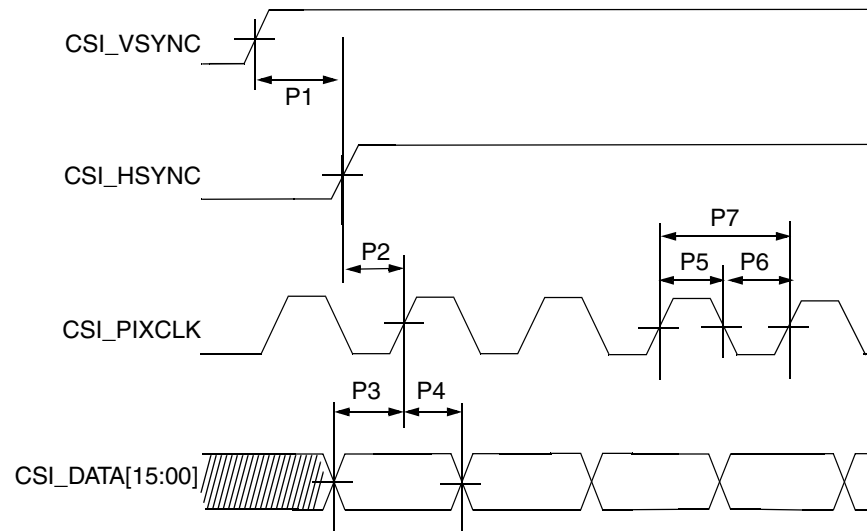 CSI_VSYNC
P1
CSI_HSYNC
P7
P2
P5
P6
CSI_PIXCLK
P3
P4
CSI_DATA[15:00]